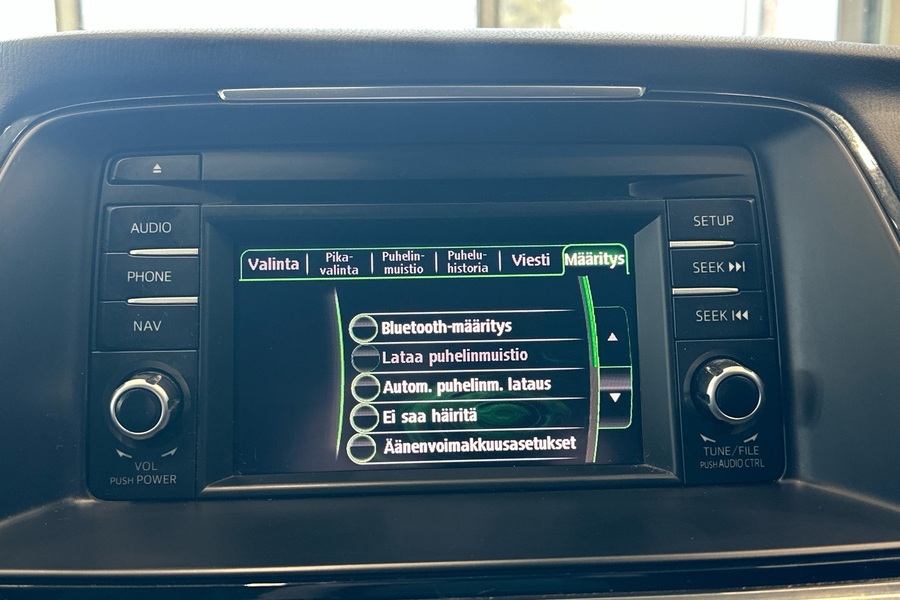 AUDIO
PHONE
NAV
VOL
PUSH POWER
Valinta
Pika-
valinta
Puhelin-
muistio
Puhelu-
historia
Viesti
Määritys
Bluetooth-määritys
Lataa puhelinmuistio
Autom. puhelinm. lataus
Ei saa häiritä
Äänenvoimakkuusasetukset
SETUP
SEEK
SEEK
TUNE/FILE
PUSH AUDIO CTRL